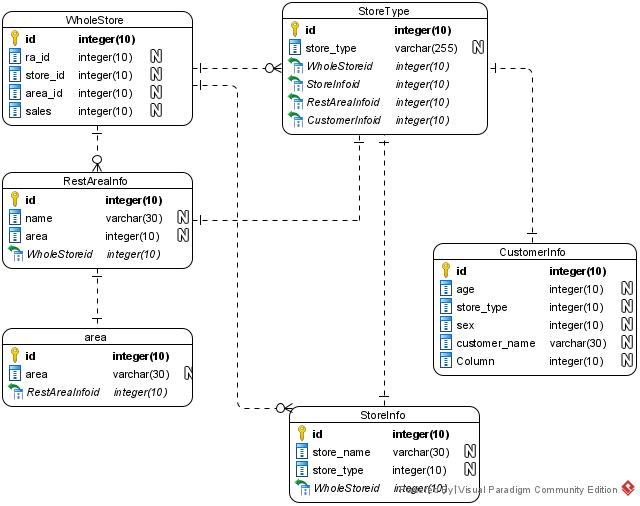 WholeStore
id integer(10)
ra_id integer(10) N
store_id integer(10) N
area_id integer(10) N
sales integer(10) N
StoreType
id integer(10)
store_type varchar(255) N
WholeStoreid integer(10)
StoreInfoid integer(10)
RestAreaInfoid integer(10)
CustomerInfoid integer(10)
RestAreaInfo
id integer(10)
name varchar(30) N
area integer(10) N
WholeStoreid integer(10)
CustomerInfo
id integer(10)
age integer(10) N
store_type integer(10) N
sex integer(10) N
customer_name varchar(30) N
Column integer(10) N
area
id integer(10)
area varchar(30) N
RestAreaInfoid integer(10)
StoreInfo
id integer(10)
store_name varchar(30) N
store_type integer(10) N
WholeStoreid integer(10)
Visual Paradigm Community Edition